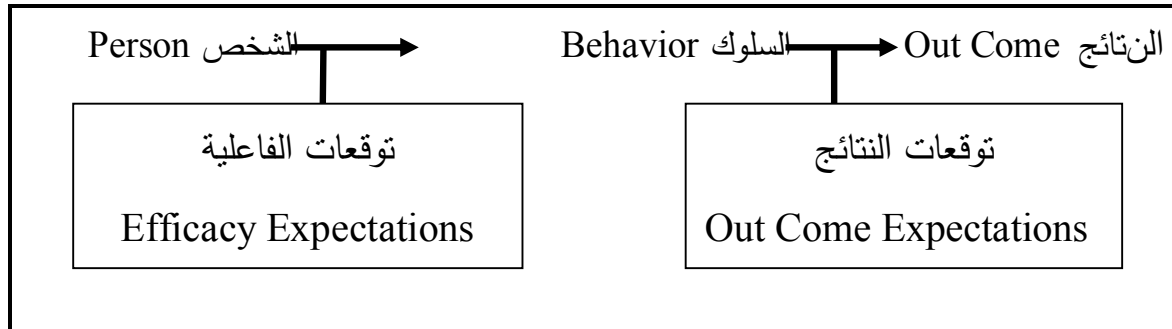 Person الشخص Behavior السلوك Out Come النتائج
توقعات الفاعلية
Efficacy Expectations
توقعات النتائج
Out Come Expectations